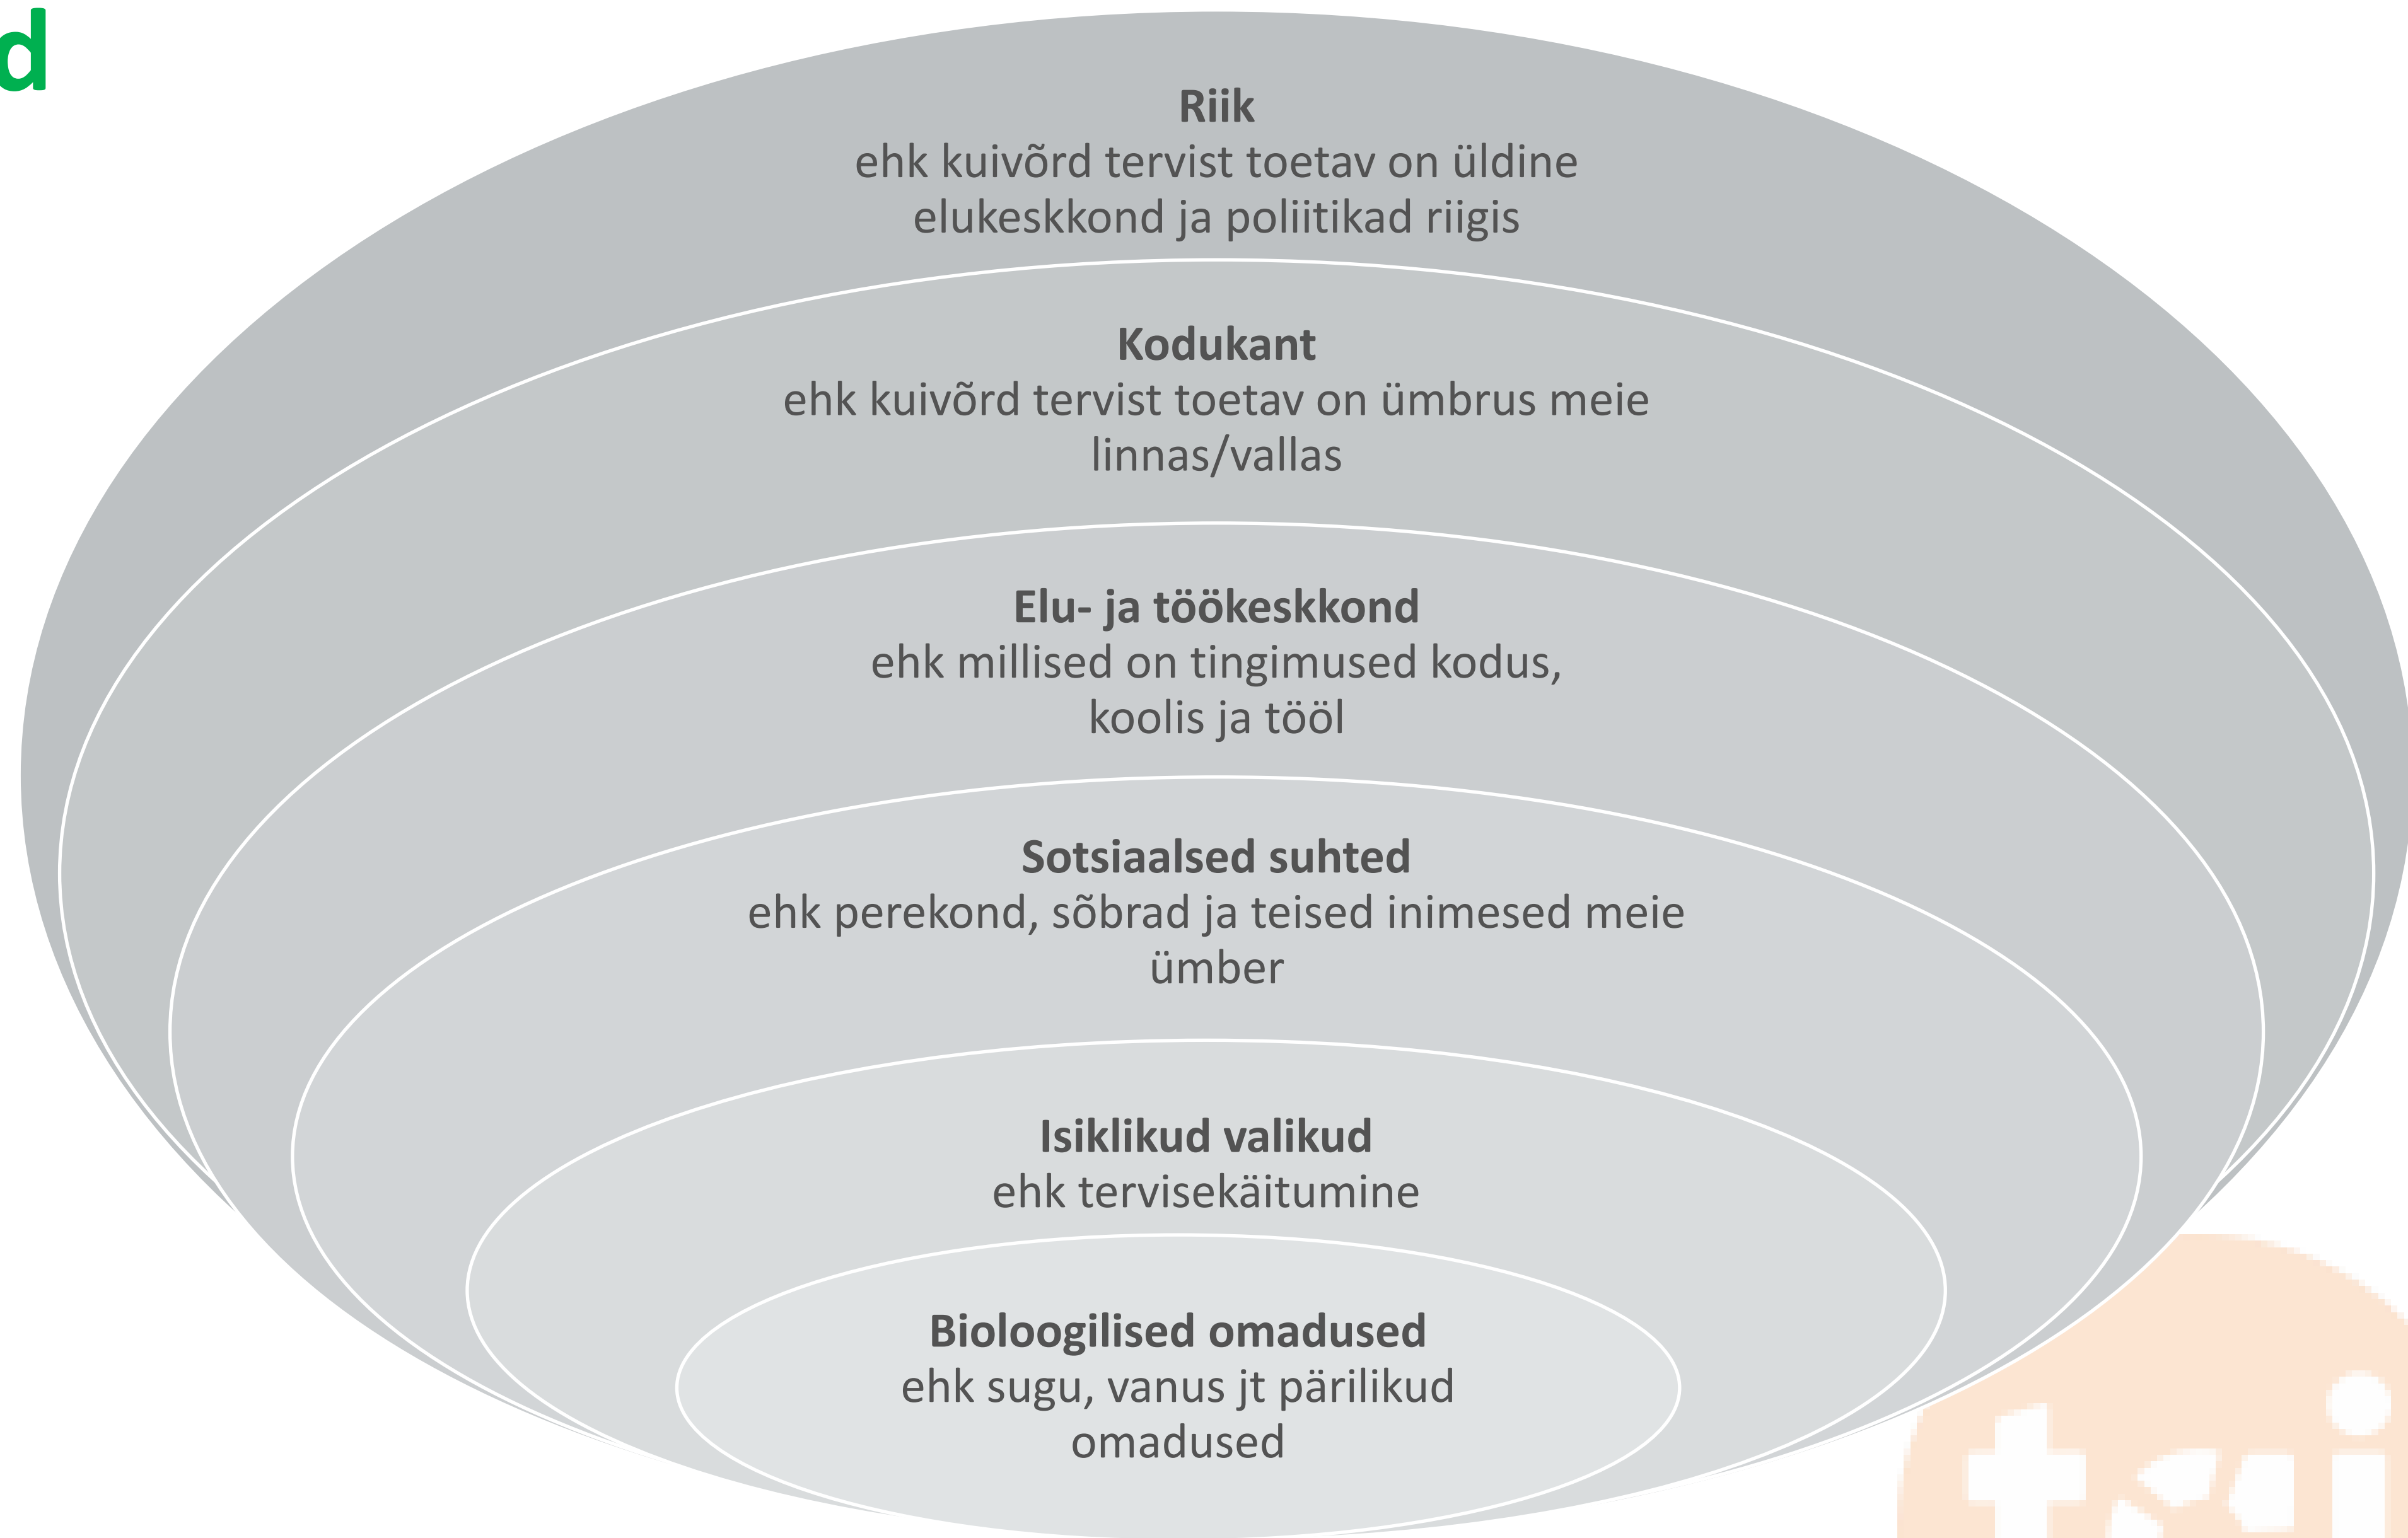 d
Riik
ehk kuivõrd tervist toetav on üldine
elukeskkond ja poliitikad riigis
Kodukant
ehk kuivõrd tervist toetav on ümbrus meie
linnas/vallas
Elu- ja töökeskkond
ehk millised on tingimused kodus,
koolis ja tööl
Sotsiaalsed suhted
ehk perekond, sõbrad ja teised inimesed meie
ümber
Isiklikud valikud
ehk tervisekäitumine
Bioloogilised omadused
ehk sugu, vanus jt pärilikud
omadused